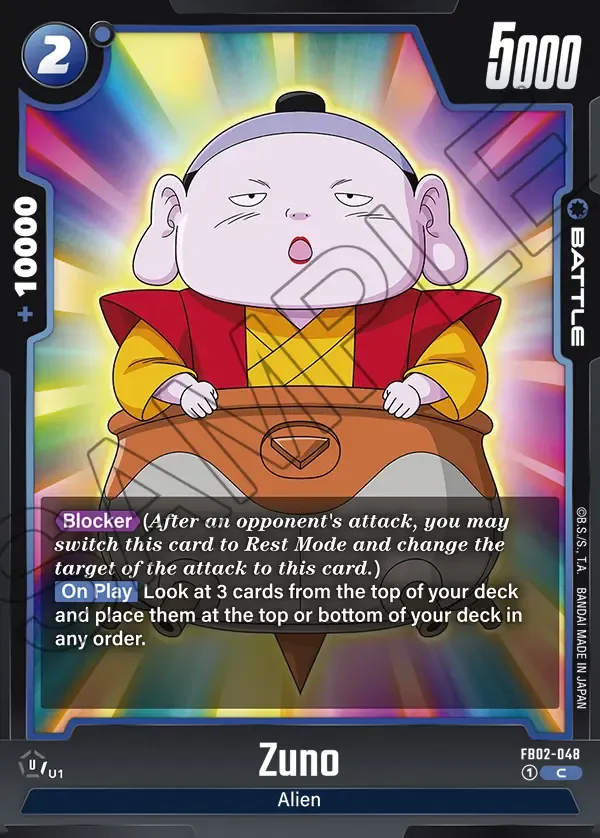 2
5000
+10000
BATTLE
SAMPLE
Blocker (After an opponent's attack, you may
switch this card to Rest Mode and change the
target of the attack to this card.)
On Play Look at 3 cards from the top of your deck
and place them at the top or bottom of your deck in
any order.
©B.S./S., T.A. BANDAI MADE IN JAPAN
U/U1
Zuno
FB02-048
1 C
Alien